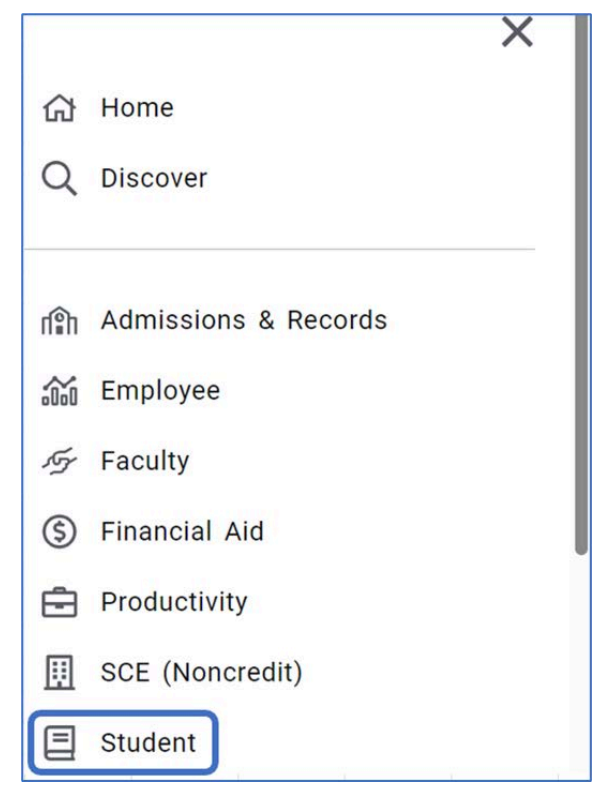 Home
Discover
Admissions & Records
Employee
Faculty
Financial Aid
Productivity
SCE (Noncredit)
Student